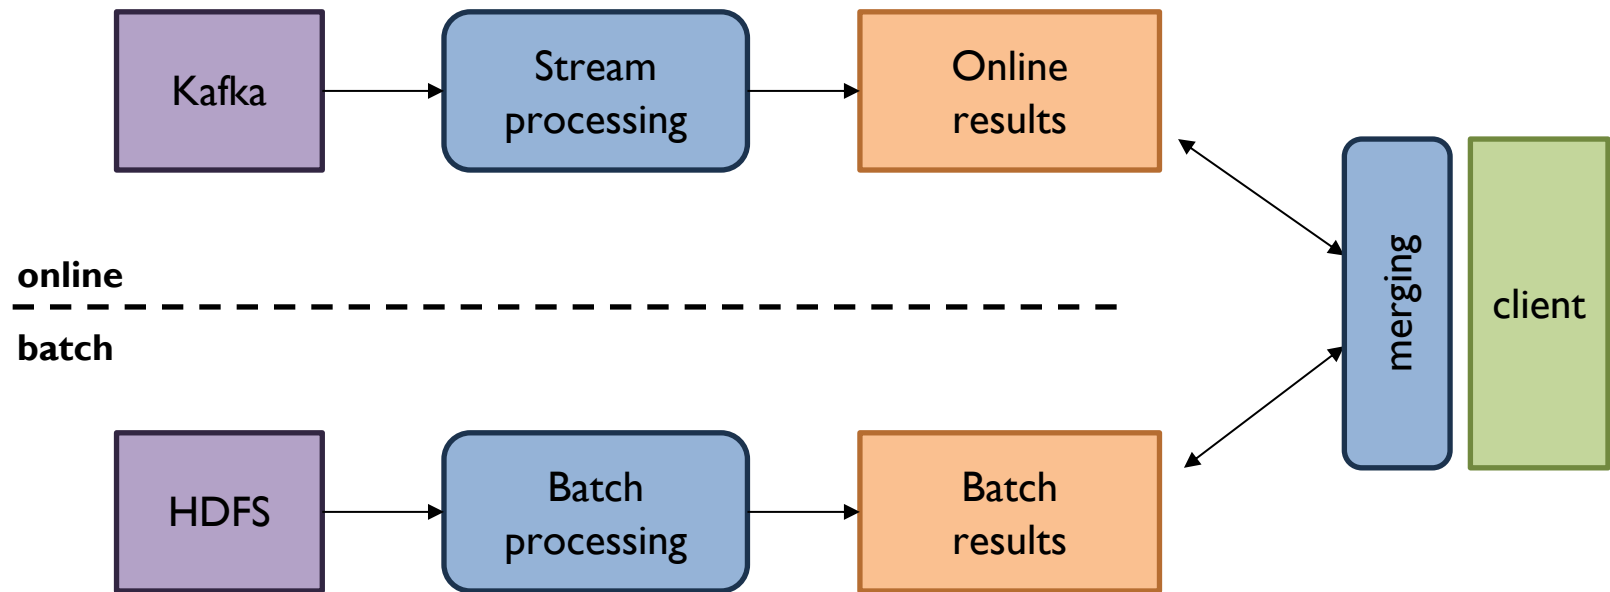 Kafka
Stream
processing
Online
results
online
batch
merging
client
HDFS
Batch
processing
Batch
results